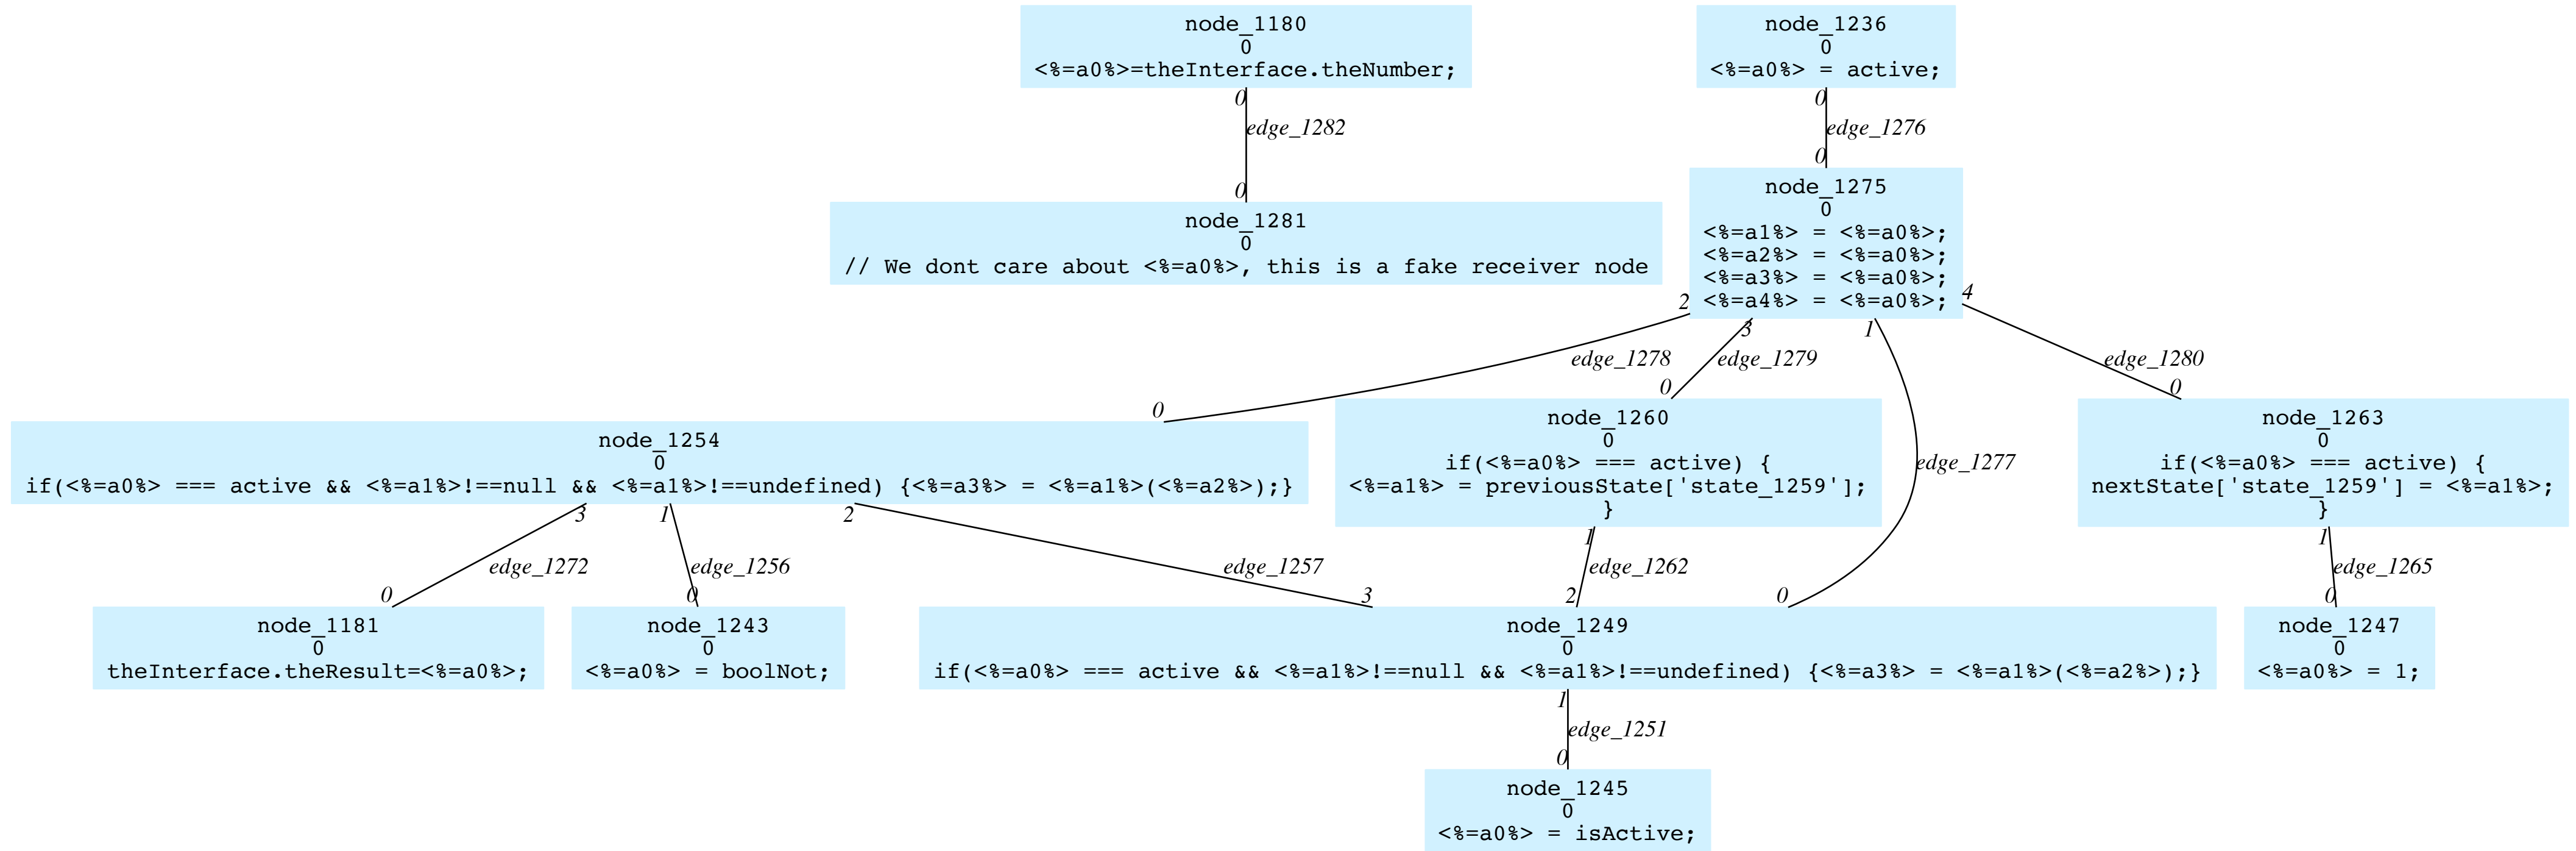 node_1180
0
<%=a0%>=theInterface.theNumber;
node_1236
0
<%=a0%> = active;
0
edge_1282
0
0
edge_1276
0
node_1281
0
// We dont care about <%=a0%>, this is a fake receiver node
node_1275
0
<%=a1%> = <%=a0%>;
<%=a2%> = <%=a0%>;
<%=a3%> = <%=a0%>;
<%=a4%> = <%=a0%>;
2
3
1
4
edge_1278
edge_1279
edge_1280
0
0
0
edge_1277
node_1254
0
if(<%=a0%> === active && <%=a1%>!==null && <%=a1%>!==undefined) {<%=a3%> = <%=a1%>(<%=a2%>);}
node_1260
0
if(<%=a0%> === active) {
<%=a1%> = previousState['state_1259'];
}
node_1263
0
if(<%=a0%> === active) {
nextState['state_1259'] = <%=a1%>;
}
3
1
2
1
1
edge_1272
edge_1256
edge_1257
edge_1262
edge_1265
0
0
3
2
0
0
node_1181
0
theInterface.theResult=<%=a0%>;
node_1243
0
<%=a0%> = boolNot;
node_1249
0
if(<%=a0%> === active && <%=a1%>!==null && <%=a1%>!==undefined) {<%=a3%> = <%=a1%>(<%=a2%>);}
node_1247
0
<%=a0%> = 1;
1
edge_1251
0
node_1245
0
<%=a0%> = isActive;